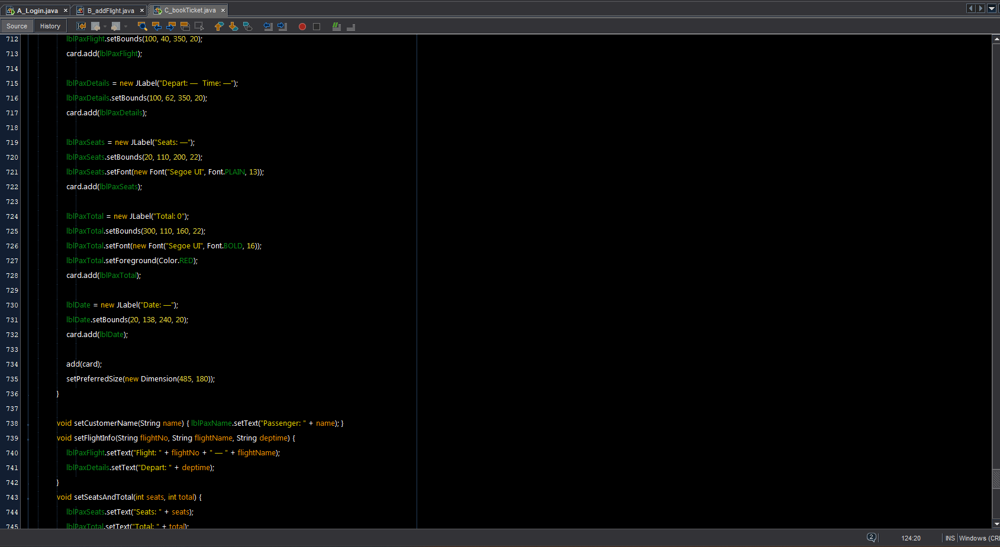 A_Login.java × B_addFlight.java × C_bookTicket.java ×
Source History
712 lblPaxFlight.setBounds(100, 40, 350, 20);
713 card.add(lblPaxFlight);
714
715 lblPaxDetails = new JLabel("Depart: —  Time: —");
716 lblPaxDetails.setBounds(100, 62, 350, 20);
717 card.add(lblPaxDetails);
718
719 lblPaxSeats = new JLabel("Seats: —");
720 lblPaxSeats.setBounds(20, 110, 200, 22);
721 lblPaxSeats.setFont(new Font("Segoe UI", Font.PLAIN, 13));
722 card.add(lblPaxSeats);
723
724 lblPaxTotal = new JLabel("Total: 0");
725 lblPaxTotal.setBounds(300, 110, 160, 22);
726 lblPaxTotal.setFont(new Font("Segoe UI", Font.BOLD, 16));
727 lblPaxTotal.setForeground(Color.RED);
728 card.add(lblPaxTotal);
729
730 lblDate = new JLabel("Date: —");
731 lblDate.setBounds(20, 138, 240, 20);
732 card.add(lblDate);
733
734 add(card);
735 setPreferredSize(new Dimension(485, 180));
736 }
737
738 void setCustomerName(String name) { lblPaxName.setText("Passenger: " + name); }
739 void setFlightInfo(String flightNo, String flightName, String deptime) {
740 lblPaxFlight.setText("Flight: " + flightNo + " — " + flightName);
741 lblPaxDetails.setText("Depart: " + deptime);
742 }
743 void setSeatsAndTotal(int seats, int total) {
744 lblPaxSeats.setText("Seats: " + seats);
745 lblPaxTotal.setText("Total: " + total);
2 124:20 INS Windows (CRL